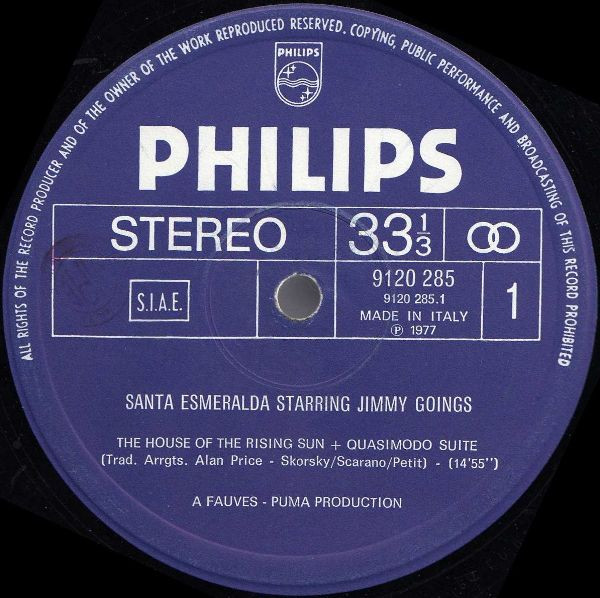 ALL RIGHTS OF THE RECORD PRODUCER AND OF THE OWNER OF THE WORK REPRODUCED RESERVED. COPYING, PUBLIC PERFORMANCE AND BROADCASTING OF THIS RECORD PROHIBITED
PHILIPS
PHILIPS
STEREO 33 1/3
S.I.A.E. 9120 285 1
9120 285.1
MADE IN ITALY
℗ 1977
SANTA ESMERALDA STARRING JIMMY GOINGS
THE HOUSE OF THE RISING SUN + QUASIMODO SUITE
(Trad. Arrgts. Alan Price - Skorsky/Scarano/Petit) - (14'55'')
A FAUVES - PUMA PRODUCTION